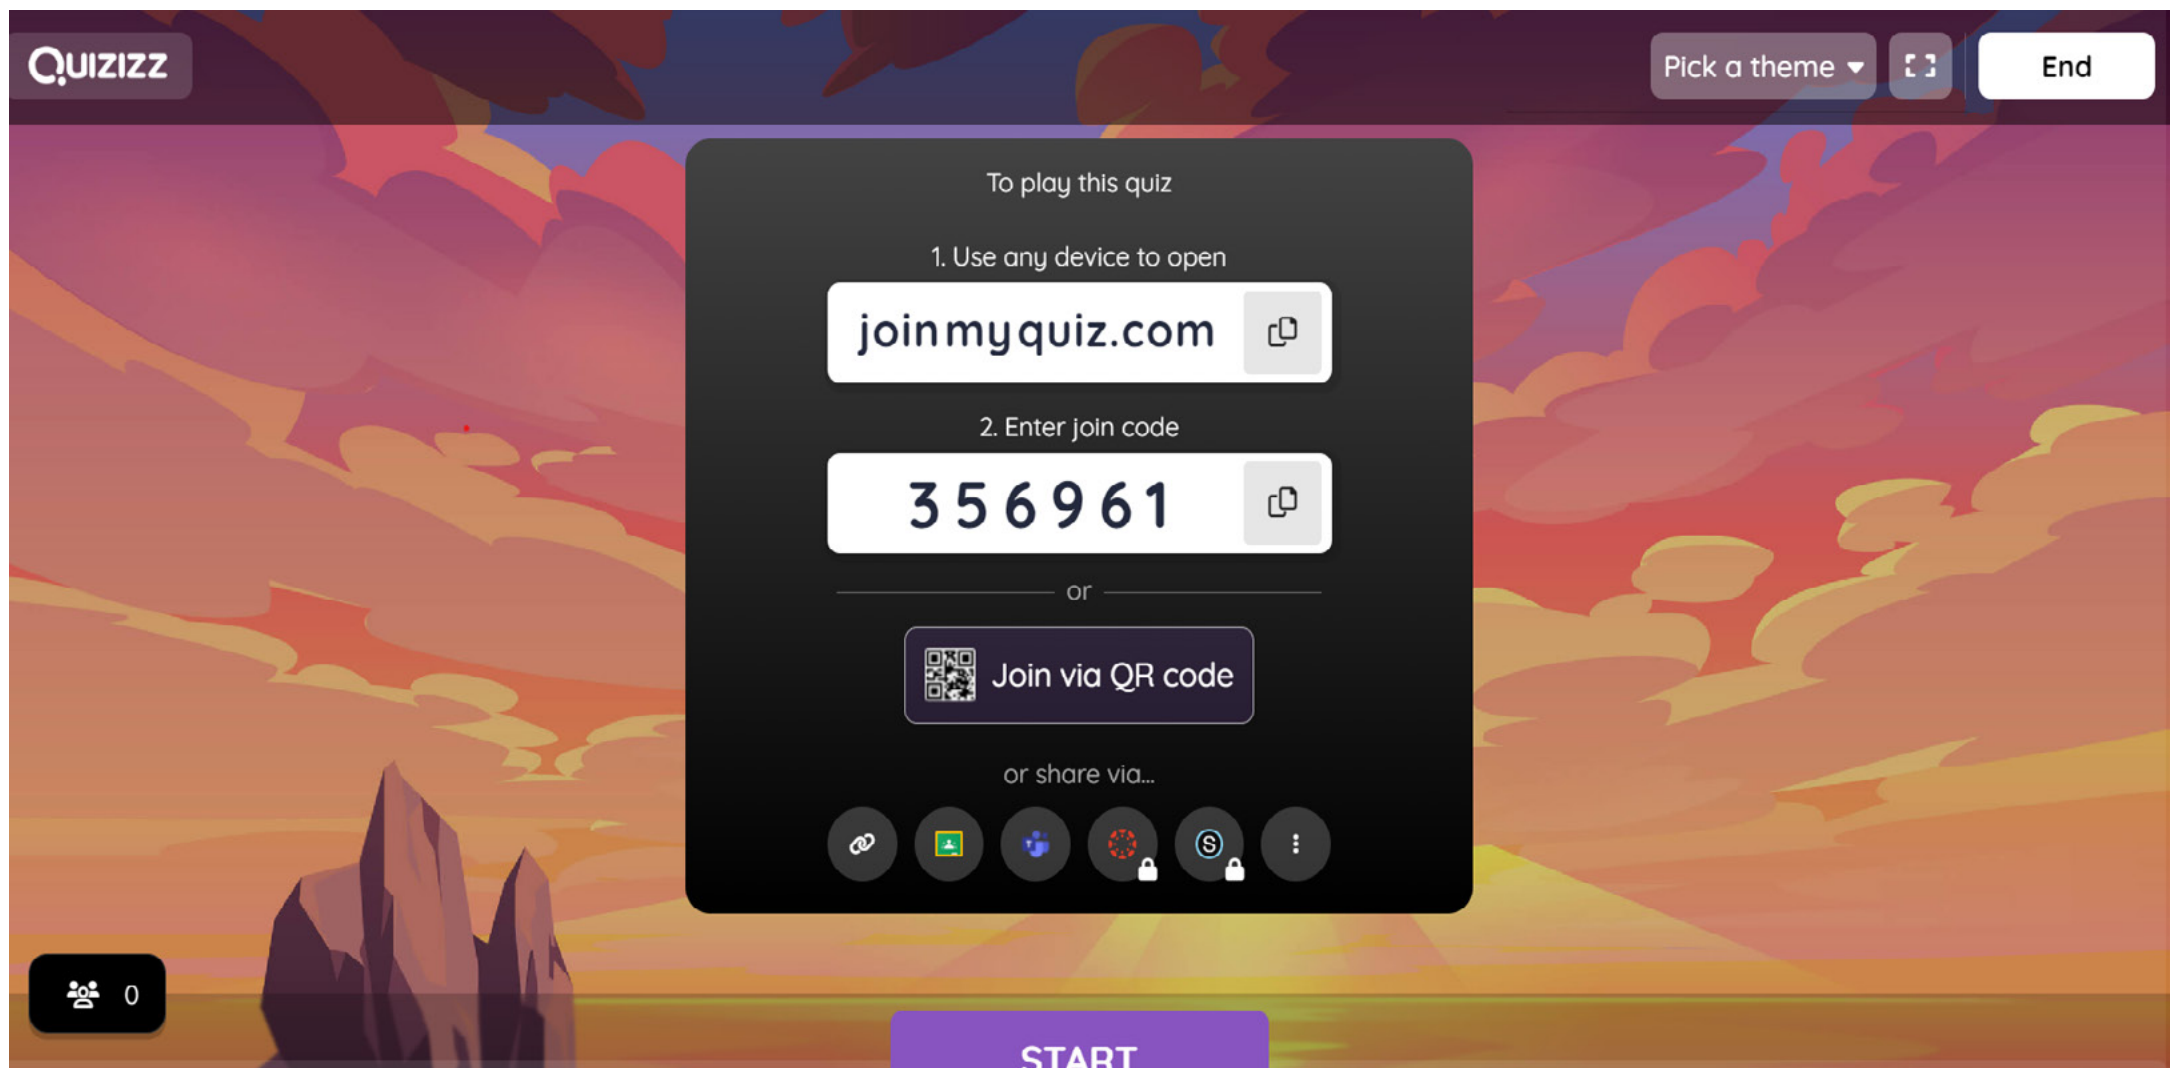 QUIZIZZ
Pick a theme
End
To play this quiz
1. Use any device to open
joinmyquiz.com
2. Enter join code
356961
or
Join via QR code
or share via...
S
0
START